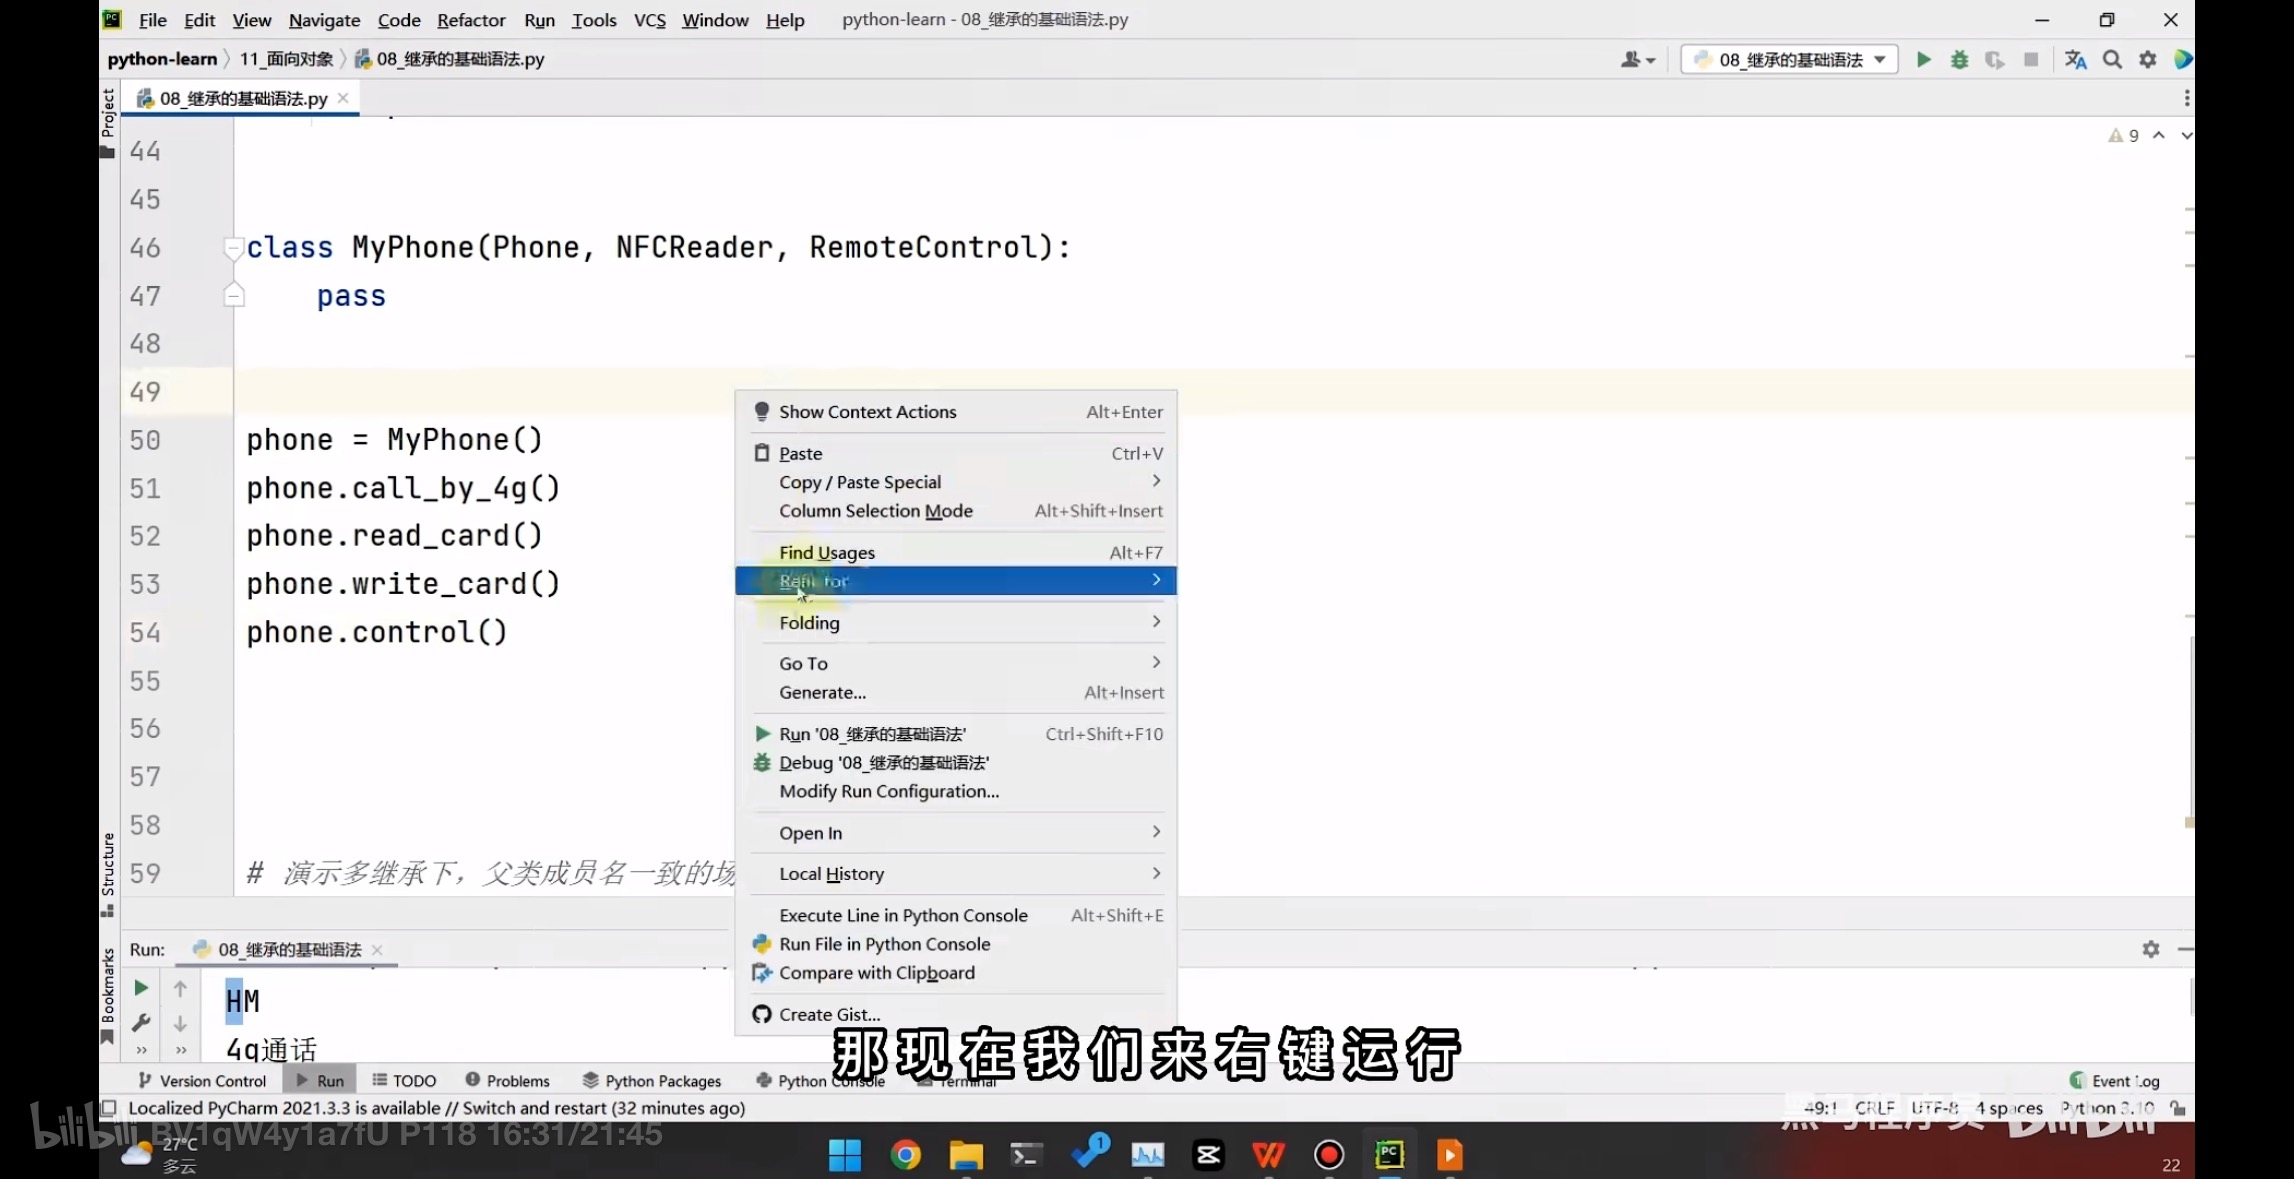 File Edit View Navigate Code Refactor Run Tools VCS Window Help python-learn - 08_继承的基础语法.py
python-learn 11_面向对象 08_继承的基础语法.py 08_继承的基础语法
Project
08_继承的基础语法.py
9
44
45
46 class MyPhone(Phone, NFCReader, RemoteControl):
47 pass
48
49
50 phone = MyPhone()
51 phone.call_by_4g()
52 phone.read_card()
53 phone.write_card()
54 phone.control()
55
56
57
58
59 # 演示多继承下，父类成员名一致的场
Show Context Actions Alt+Enter
Paste Ctrl+V
Copy / Paste Special
Column Selection Mode Alt+Shift+Insert
Find Usages Alt+F7
Refactor
Folding
Go To
Generate... Alt+Insert
Run '08_继承的基础语法' Ctrl+Shift+F10
Debug '08_继承的基础语法'
Modify Run Configuration...
Open In
Local History
Execute Line in Python Console Alt+Shift+E
Run File in Python Console
Compare with Clipboard
Create Gist...
Structure
Bookmarks
Run: 08_继承的基础语法
HM
4g通话
那现在我们来右键运行
Version Control Run TODO Problems Python Packages Python Console Terminal Event Log
Localized PyCharm 2021.3.3 is available // Switch and restart (32 minutes ago) 49:1 CRLF UTF-8 4 spaces Python 3.10
bilibili BV1qW4y1a7fU P118 16:31/21:45
黑马程序员 bilibili
27°C
多云
1
22